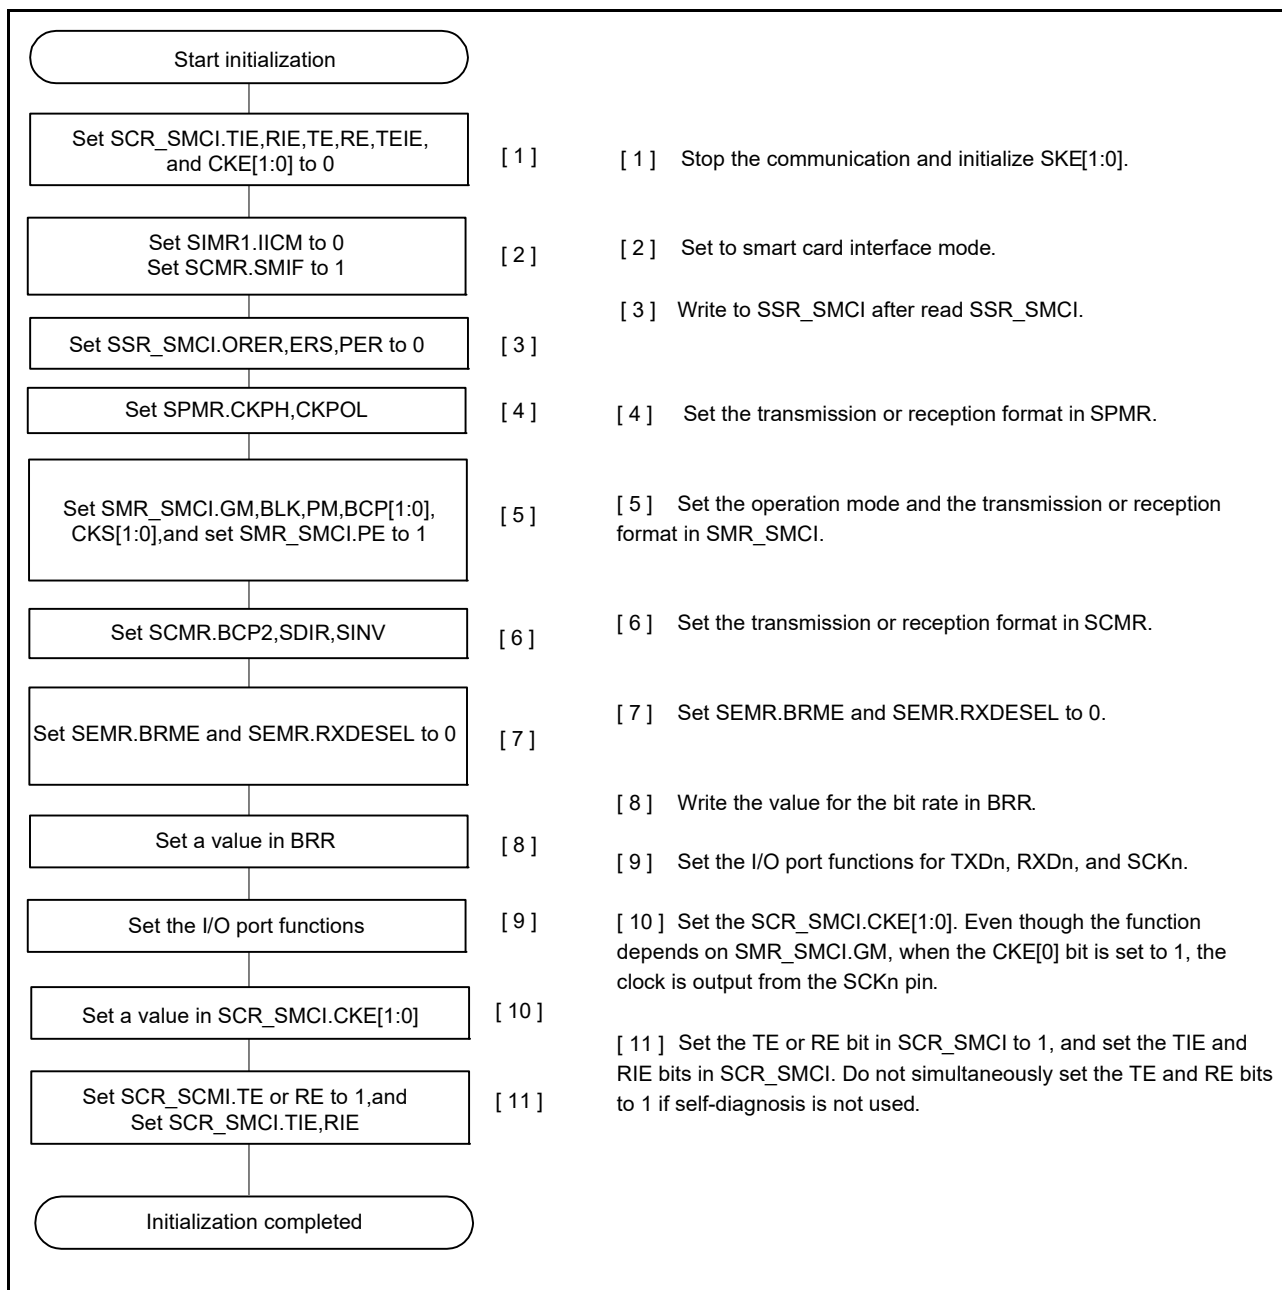 Start initialization
Set SCR_SMCI.TIE,RIE,TE,RE,TEIE,
and CKE[1:0] to 0
[ 1 ]
[ 1 ] Stop the communication and initialize SKE[1:0].
Set SIMR1.IICM to 0
Set SCMR.SMIF to 1
[ 2 ]
[ 2 ] Set to smart card interface mode.
[ 3 ] Write to SSR_SMCI after read SSR_SMCI.
Set SSR_SMCI.ORER,ERS,PER to 0
[ 3 ]
Set SPMR.CKPH,CKPOL
[ 4 ]
[ 4 ] Set the transmission or reception format in SPMR.
Set SMR_SMCI.GM,BLK,PM,BCP[1:0],
CKS[1:0],and set SMR_SMCI.PE to 1
[ 5 ]
[ 5 ] Set the operation mode and the transmission or reception
format in SMR_SMCI.
Set SCMR.BCP2,SDIR,SINV
[ 6 ]
[ 6 ] Set the transmission or reception format in SCMR.
Set SEMR.BRME and SEMR.RXDESEL to 0
[ 7 ]
[ 7 ] Set SEMR.BRME and SEMR.RXDESEL to 0.
[ 8 ] Write the value for the bit rate in BRR.
Set a value in BRR
[ 8 ]
[ 9 ] Set the I/O port functions for TXDn, RXDn, and SCKn.
Set the I/O port functions
[ 9 ]
[ 10 ] Set the SCR_SMCI.CKE[1:0]. Even though the function
depends on SMR_SMCI.GM, when the CKE[0] bit is set to 1, the
clock is output from the SCKn pin.
Set a value in SCR_SMCI.CKE[1:0]
[ 10 ]
[ 11 ] Set the TE or RE bit in SCR_SMCI to 1, and set the TIE and
RIE bits in SCR_SMCI. Do not simultaneously set the TE and RE bits
to 1 if self-diagnosis is not used.
Set SCR_SCMI.TE or RE to 1,and
Set SCR_SMCI.TIE,RIE
[ 11 ]
Initialization completed